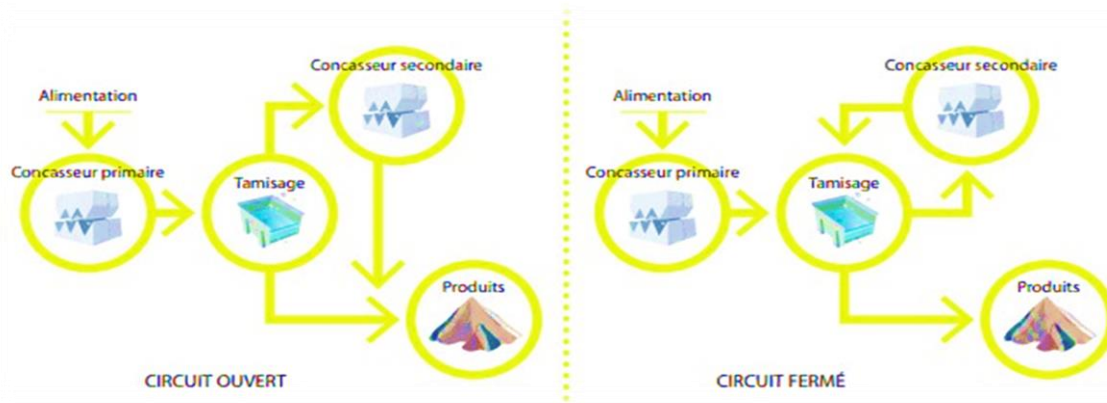 Concasseur secondaire
Alimentation
Concasseur primaire
Tamisage
Produits
CIRCUIT OUVERT
Concasseur secondaire
Alimentation
Concasseur primaire
Tamisage
Produits
CIRCUIT FERMÉ